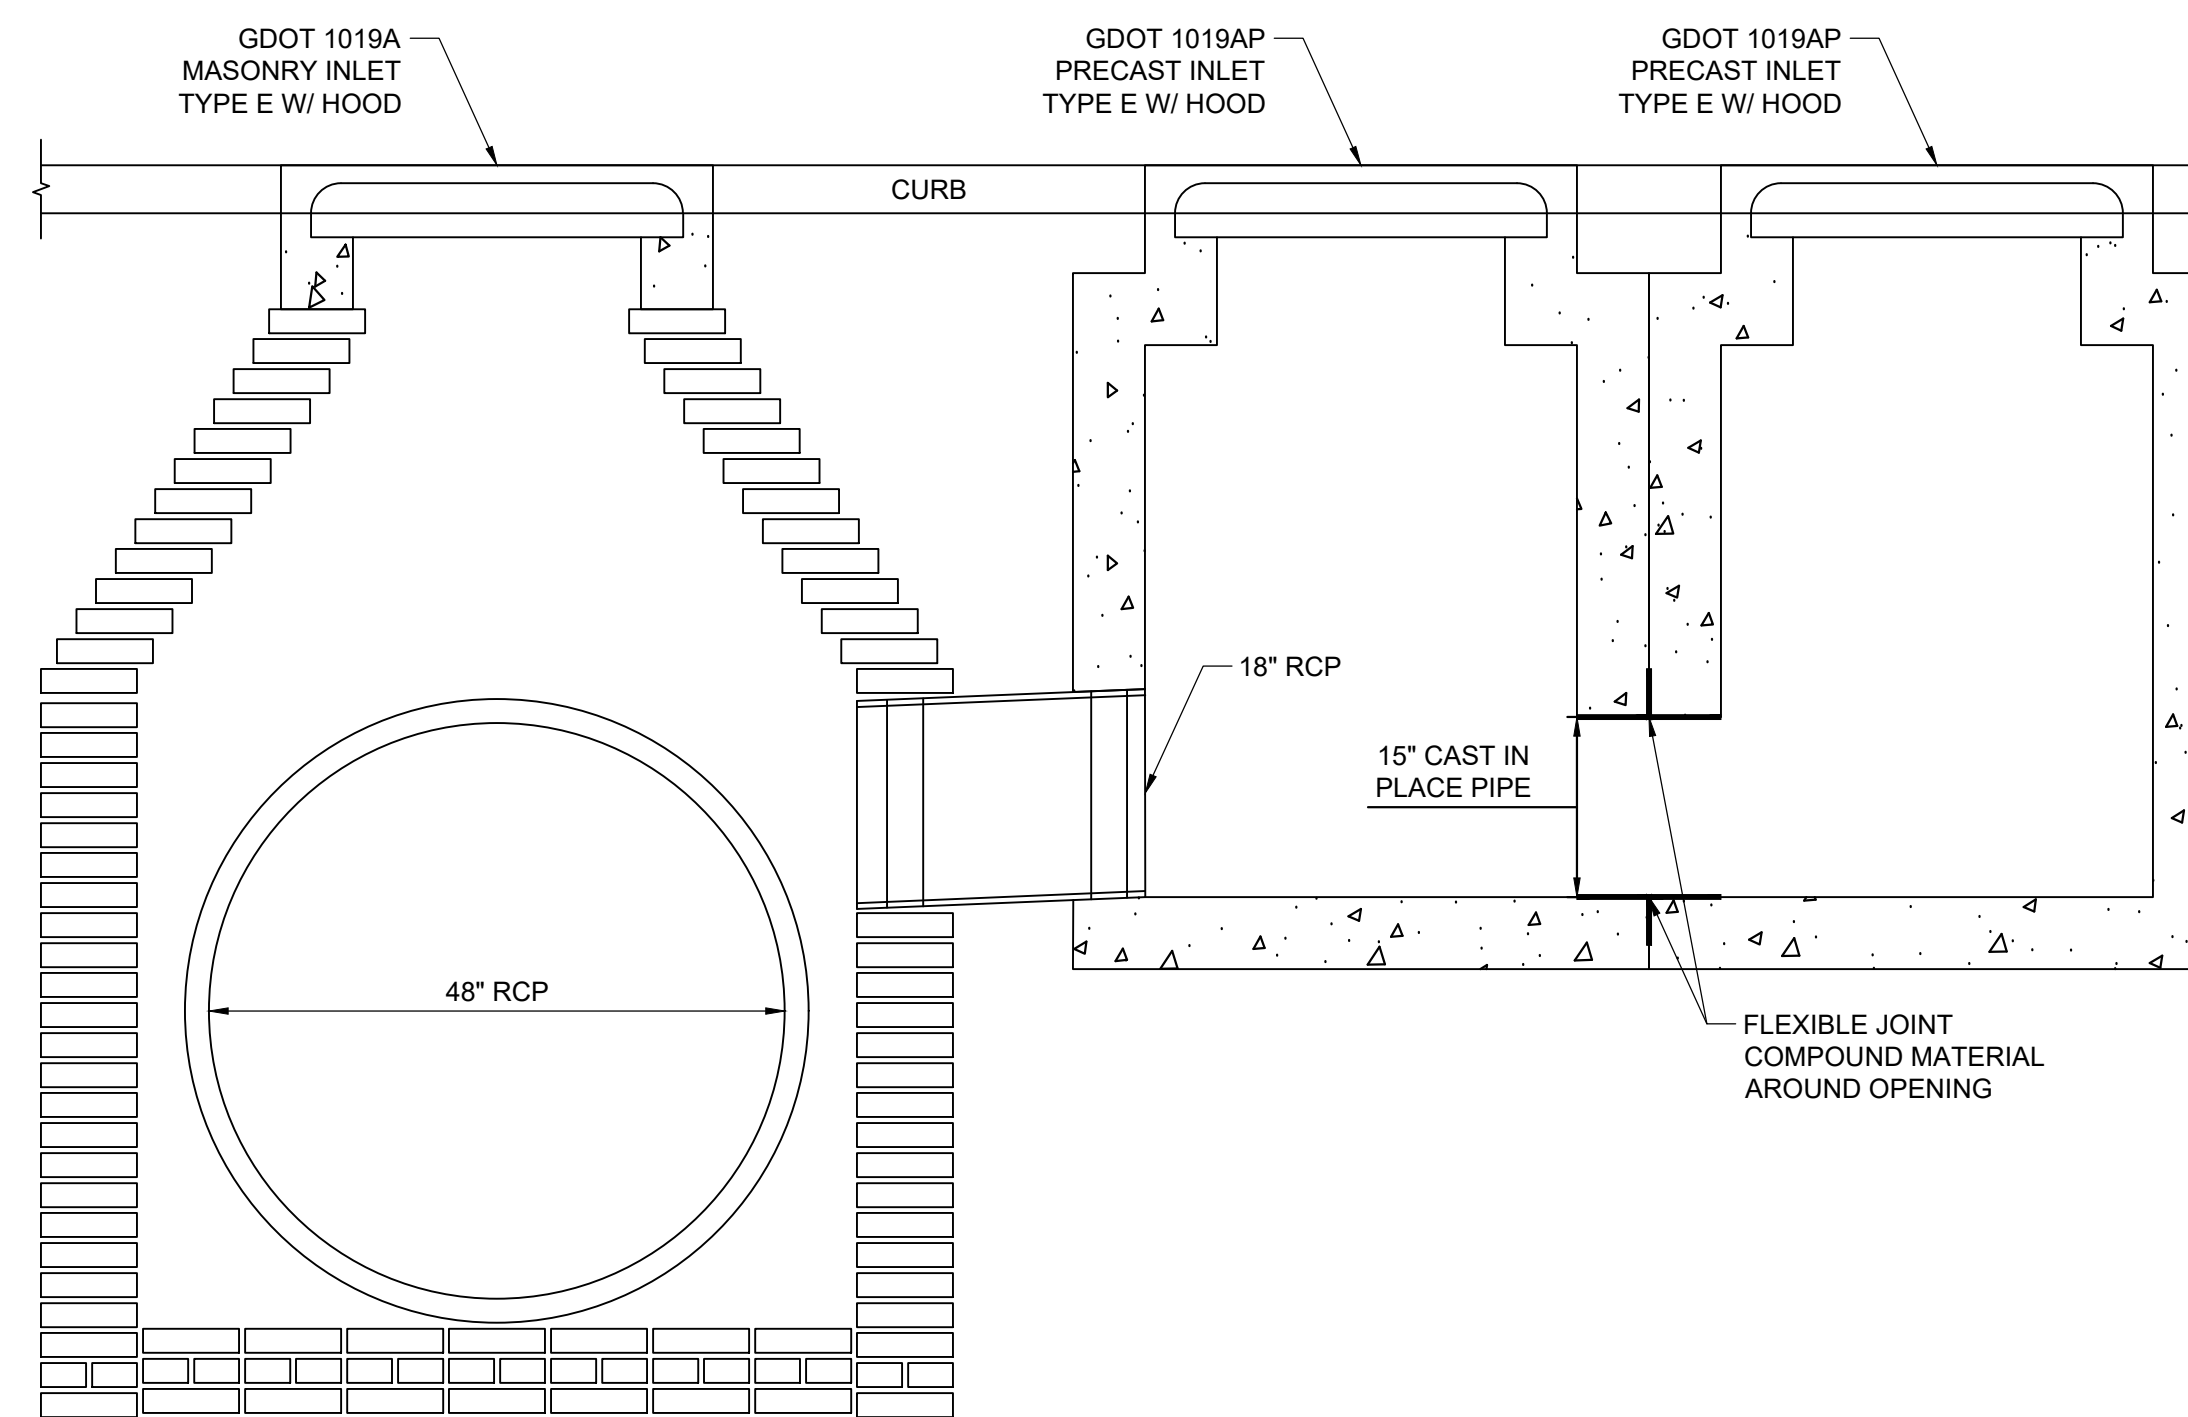 GDOT 1019A
MASONRY INLET
TYPE E W/ HOOD
GDOT 1019AP
PRECAST INLET
TYPE E W/ HOOD
GDOT 1019AP
PRECAST INLET
TYPE E W/ HOOD
CURB
18" RCP
15" CAST IN
PLACE PIPE
48" RCP
FLEXIBLE JOINT
COMPOUND MATERIAL
AROUND OPENING